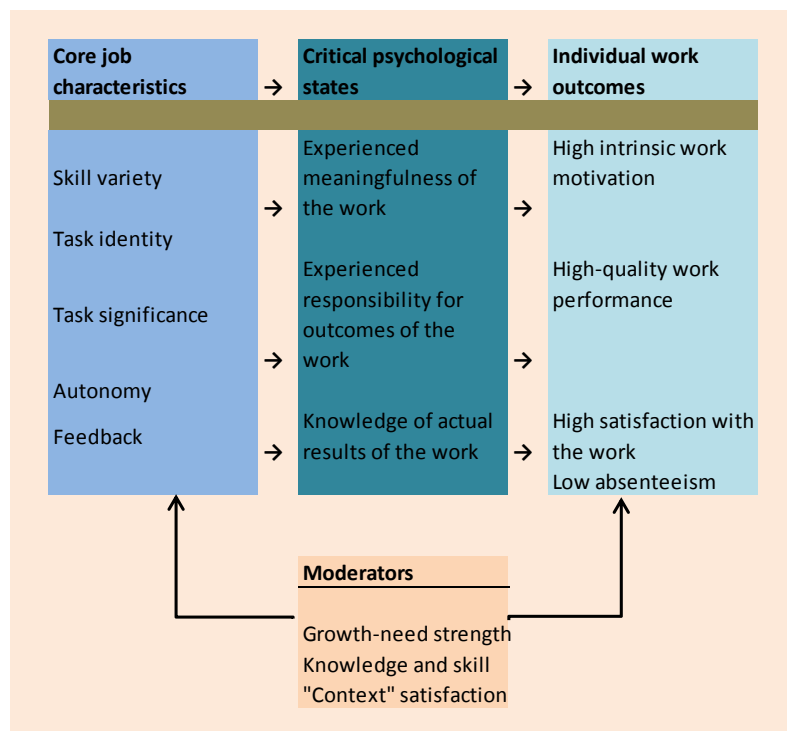 Core job
characteristics
→
Critical psychological
states
→
Individual work
outcomes
Skill variety
Task identity
Task significance
Autonomy
Feedback
→
→
→
Experienced
meaningfulness of
the work
Experienced
responsibility for
outcomes of the
work
Knowledge of actual
results of the work
→
→
→
High intrinsic work
motivation
High-quality work
performance
High satisfaction with
the work
Low absenteeism
Moderators
Growth-need strength
Knowledge and skill
"Context" satisfaction